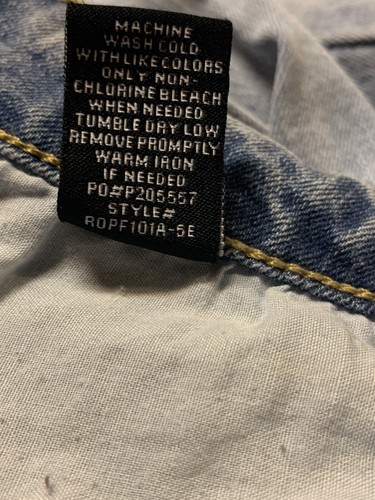 MACHINE
WASH COLD
WITH LIKE COLORS
ONLY NON-
CHLORINE BLEACH
WHEN NEEDED
TUMBLE DRY LOW
REMOVE PROMPTLY
WARM IRON
IF NEEDED
PO#P205557
STYLE#
ROPF101A-5E